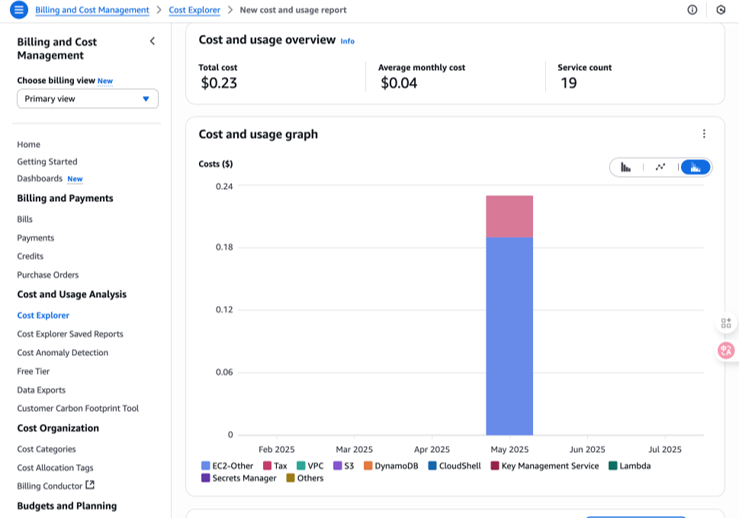 Billing and Cost Management > Cost Explorer > New cost and usage report
Billing and Cost Management
Choose billing view New
Primary view
Home
Getting Started
Dashboards New
Billing and Payments
Bills
Payments
Credits
Purchase Orders
Cost and Usage Analysis
Cost Explorer
Cost Explorer Saved Reports
Cost Anomaly Detection
Free Tier
Data Exports
Customer Carbon Footprint Tool
Cost Organization
Cost Categories
Cost Allocation Tags
Billing Conductor
Budgets and Planning
Cost and usage overview Info
Total cost
$0.23
Average monthly cost
$0.04
Service count
19
Cost and usage graph
Costs ($)
0.24
0.18
0.12
0.06
0
Feb 2025 Mar 2025 Apr 2025 May 2025 Jun 2025 Jul 2025
EC2-Other Tax VPC S3 DynamoDB CloudShell Key Management Service Lambda
Secrets Manager Others